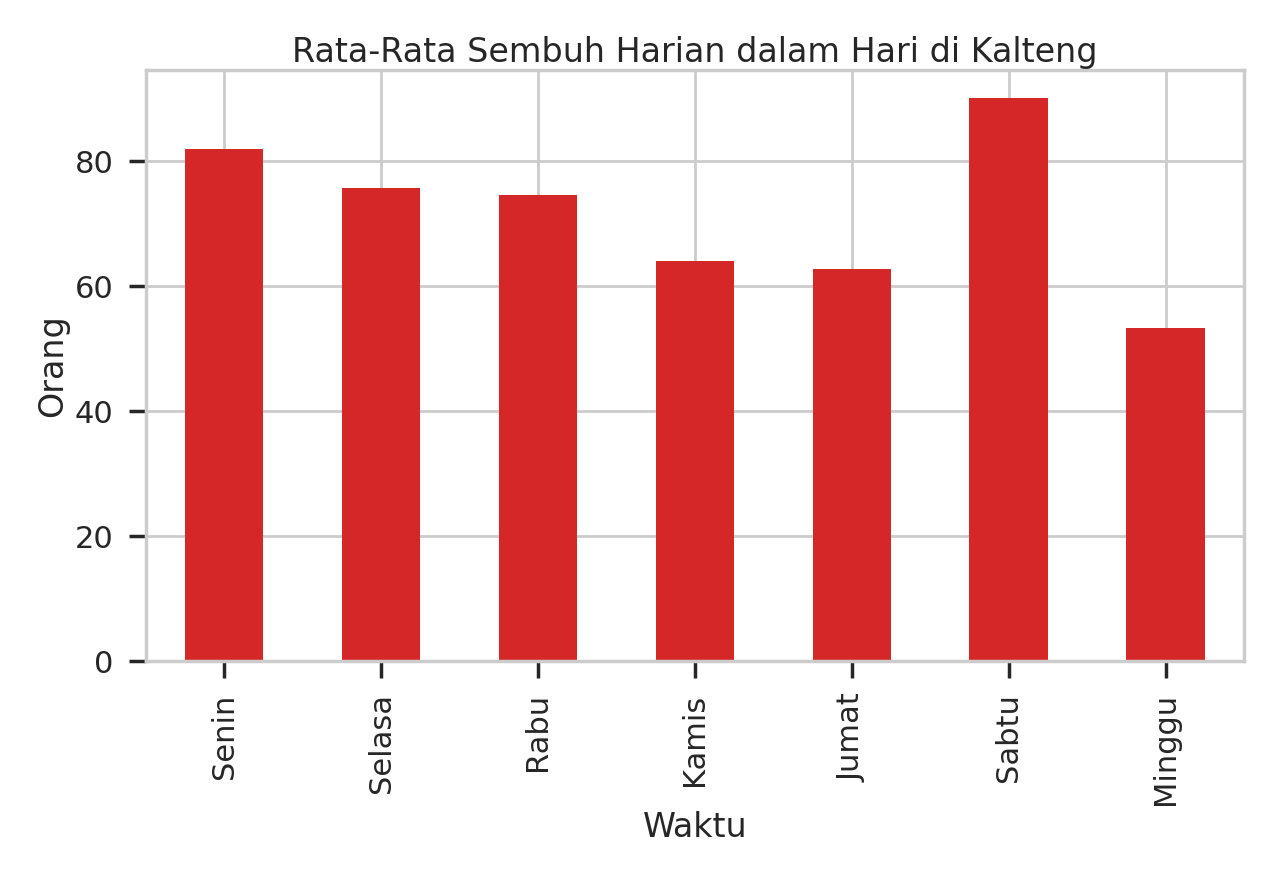 Rata-Rata Sembuh Harian dalam Hari di Kalteng
Orang
80
60
40
20
0
Senin
Selasa
Rabu
Kamis
Jumat
Sabtu
Minggu
Waktu